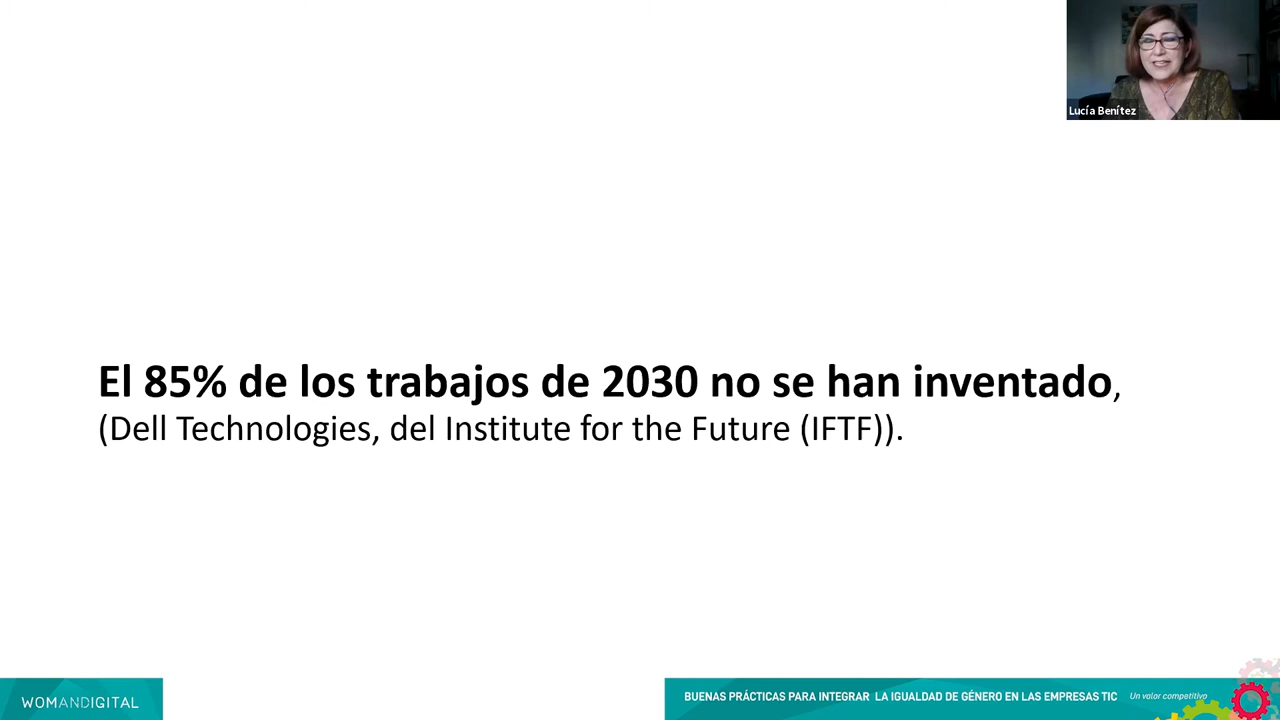 Lucía Benítez
El 85% de los trabajos de 2030 no se han inventado,
(Dell Technologies, del Institute for the Future (IFTF)).
WOMANDIGITAL
BUENAS PRÁCTICAS PARA INTEGRAR LA IGUALDAD DE GÉNERO EN LAS EMPRESAS TIC Un valor competitivo